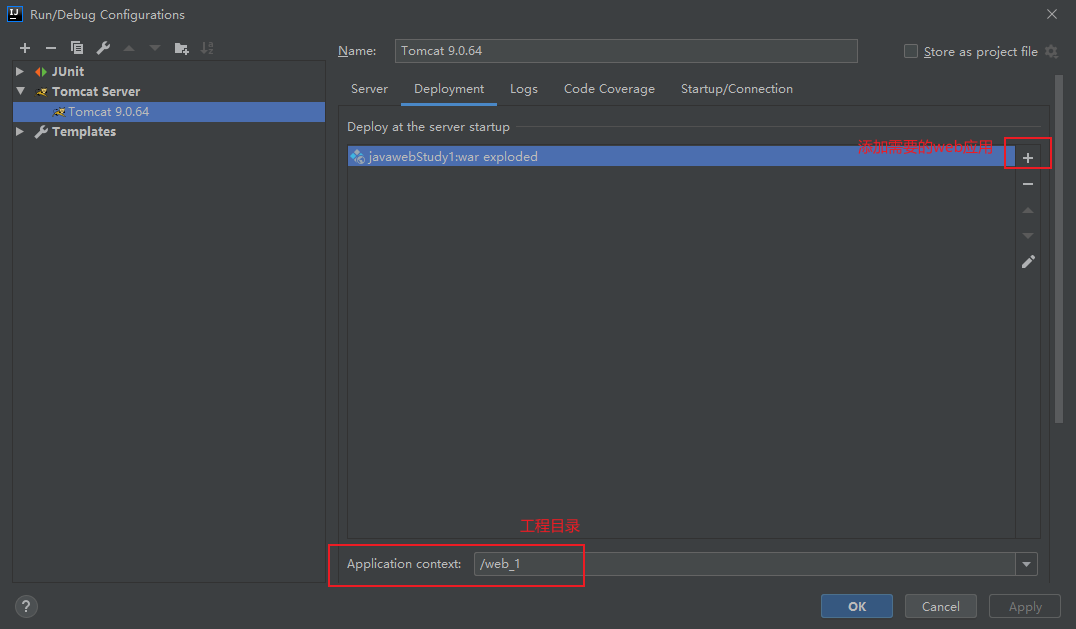 Run/Debug Configurations
Name: Tomcat 9.0.64
Store as project file
JUnit
Tomcat Server
Tomcat 9.0.64
Templates
Server Deployment Logs Code Coverage Startup/Connection
Deploy at the server startup
javawebStudy1:war exploded
添加需要的web应用
工程目录
Application context: /web_1
? OK Cancel Apply